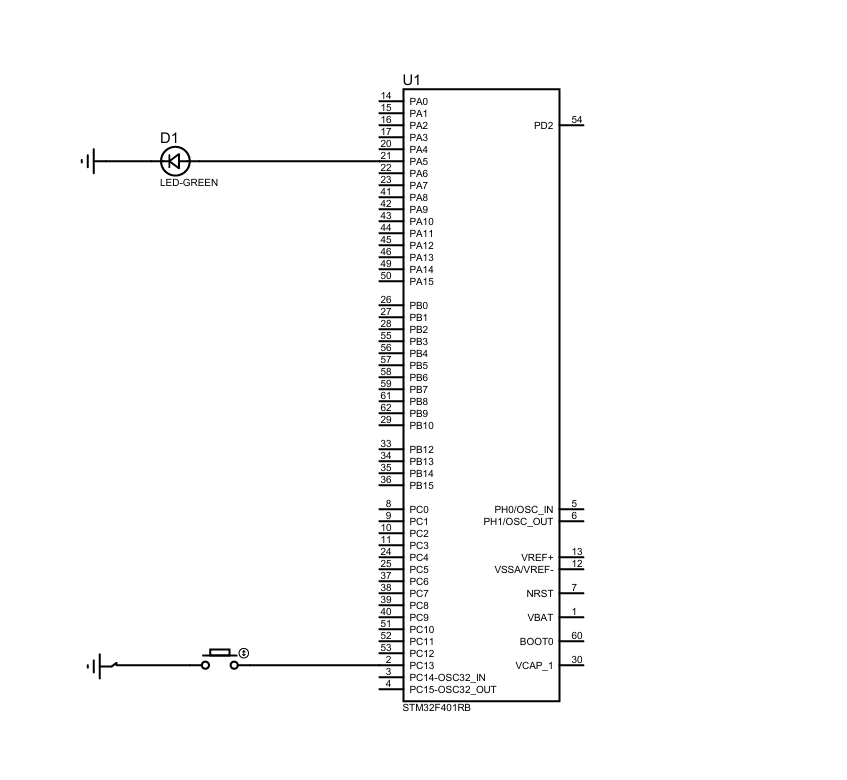 U1
14 PA0
15 PA1
16 PA2 PD2 54
17 PA3
D1
20 PA4
21 PA5
22 PA6
LED-GREEN
23 PA7
41 PA8
42 PA9
43 PA10
44 PA11
45 PA12
46 PA13
49 PA14
50 PA15
26 PB0
27 PB1
28 PB2
55 PB3
56 PB4
57 PB5
58 PB6
59 PB7
61 PB8
62 PB9
29 PB10
33 PB12
34 PB13
35 PB14
36 PB15
8 PC0 PH0/OSC_IN 5
9 PC1 PH1/OSC_OUT 6
10 PC2
11 PC3
24 PC4 VREF+ 13
25 PC5 VSSA/VREF- 12
37 PC6
38 PC7 NRST 7
39 PC8
40 PC9 VBAT 1
51 PC10
52 PC11 BOOT0 60
53 PC12
2 PC13 VCAP_1 30
3 PC14-OSC32_IN
4 PC15-OSC32_OUT
STM32F401RB